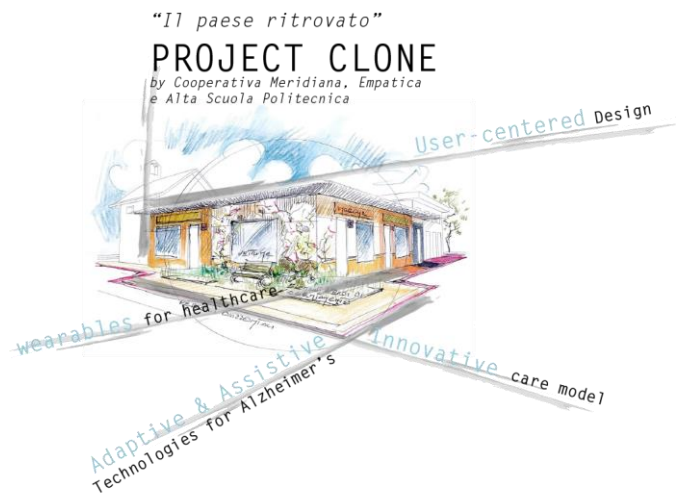 “Il paese ritrovato”
PROJECT CLONE
by Cooperativa Meridiana, Empatica
e Alta Scuola Politecnica
User-centered Design
wearables for healthcare
Innovative care model
Adaptive & Assistive
Technologies for Alzheimer's